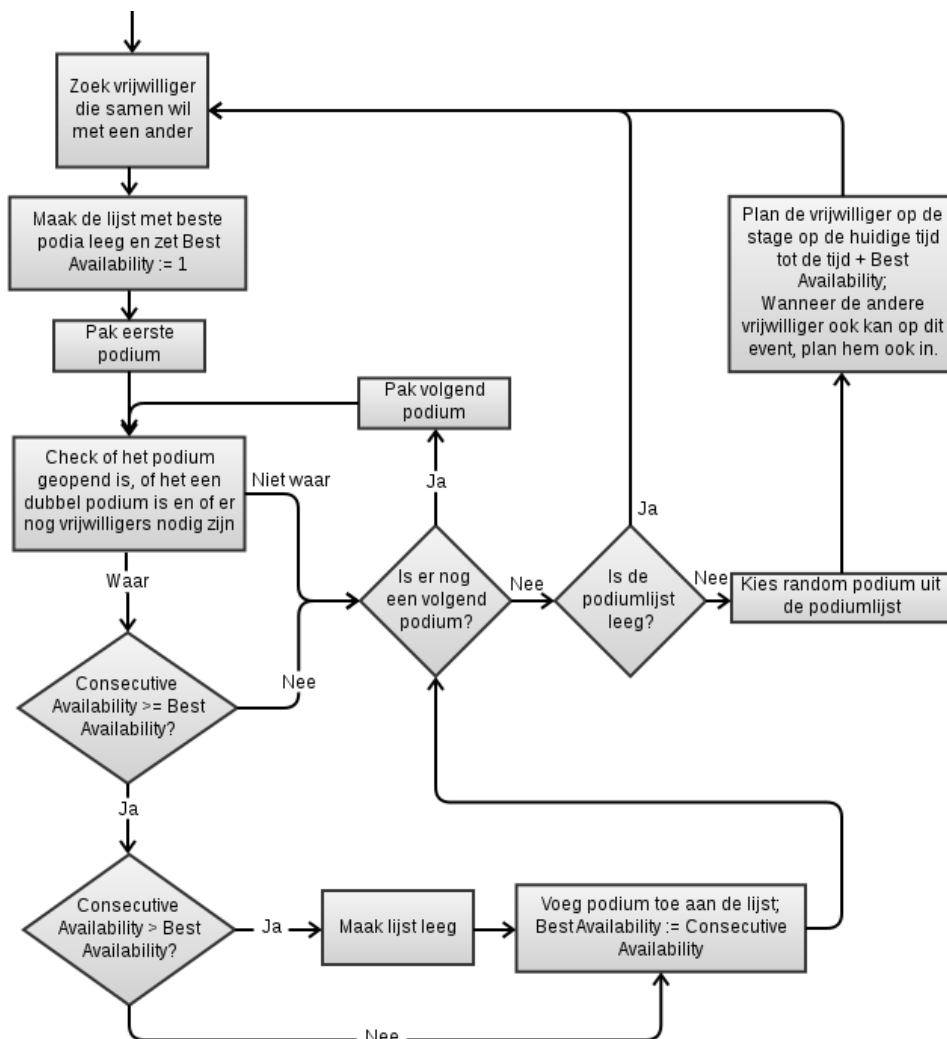 Zoek vrijwilliger
die samen wil
met een ander
Maak de lijst met beste
podia leeg en zet Best
Availability := 1
Pak eerste
podium
Pak volgend
podium
Plan de vrijwilliger op de
stage op de huidige tijd
tot de tijd + Best
Availability;
Wanneer de andere
vrijwilliger ook kan op dit
event, plan hem ook in.
Check of het podium
geopend is, of het een
dubbel podium is en of er
nog vrijwilligers nodig zijn
Niet waar
Waar
Ja
Ja
Is er nog
een volgend
podium?
Nee
Is de
podiumlijst
leeg?
Nee
Kies random podium uit
de podiumlijst
Consecutive
Availability >= Best
Availability?
Nee
Ja
Consecutive
Availability > Best
Availability?
Ja
Maak lijst leeg
Voeg podium toe aan de lijst;
Best Availability := Consecutive
Availability
Nee